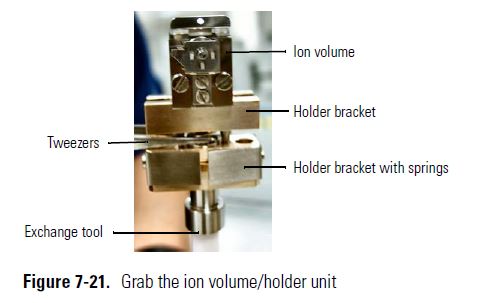 Ion volume
Holder bracket
Tweezers
Holder bracket with springs
Exchange tool
Figure 7-21. Grab the ion volume/holder unit